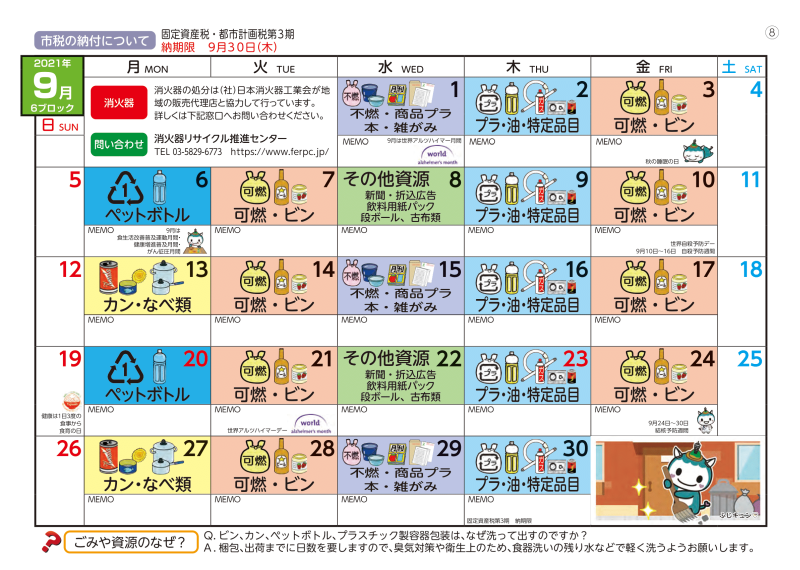 ⑧
市税の納付について
固定資産税・都市計画税第3期
納期限 9月30日(木)
2021年
9月
6ブロック
日 SUN
月 MON
火 TUE
水 WED
木 THU
金 FRI
土 SAT
消火器
消火器の処分は(社)日本消火器工業会が地
域の販売代理店と協力して行っています。
詳しくは下記窓口へお問い合わせください。
問い合わせ
消火器リサイクル推進センター
TEL 03-5829-6773 https://www.ferpc.jp/
不燃
1
不燃・商品プラ
本・雑がみ
MEMO
9月は世界アルツハイマー月間
world
alzheimer's month
プラ
2
プラ・油・特定品目
MEMO
可燃
3
可燃・ビン
MEMO
秋の睡眠の日
4
5
1
6
ペットボトル
MEMO
9月は
食生活改善普及運動月間・
健康増進普及月間・
がん征圧月間
可燃
7
可燃・ビン
MEMO
その他資源 8
新聞・折込広告
飲料用紙パック
段ボール、古布類
MEMO
プラ
9
プラ・油・特定品目
MEMO
可燃
10
可燃・ビン
MEMO
世界自殺予防デー
9月10日~16日 自殺予防週間
11
12
13
カン・なべ類
MEMO
可燃
14
可燃・ビン
MEMO
不燃
15
不燃・商品プラ
本・雑がみ
MEMO
プラ
16
プラ・油・特定品目
MEMO
可燃
17
可燃・ビン
MEMO
18
19
健康は1日3度の
食事から
食育の日
1
20
ペットボトル
MEMO
可燃
21
可燃・ビン
MEMO
世界アルツハイマーデー
world
alzheimer's month
その他資源 22
新聞・折込広告
飲料用紙パック
段ボール、古布類
MEMO
プラ
23
プラ・油・特定品目
MEMO
可燃
24
可燃・ビン
MEMO
9月24日~30日
結核予防週間
25
26
27
カン・なべ類
MEMO
可燃
28
可燃・ビン
MEMO
不燃
29
不燃・商品プラ
本・雑がみ
MEMO
プラ
30
プラ・油・特定品目
MEMO
固定資産税第3期 納期限
ふじキュン♡
ごみや資源のなぜ?
Q. ビン、カン、ペットボトル、プラスチック製容器包装は、なぜ洗って出すのですか?
A. 梱包、出荷までに日数を要しますので、臭気対策や衛生上のため、食器洗いの残り水などで軽く洗うようお願いします。